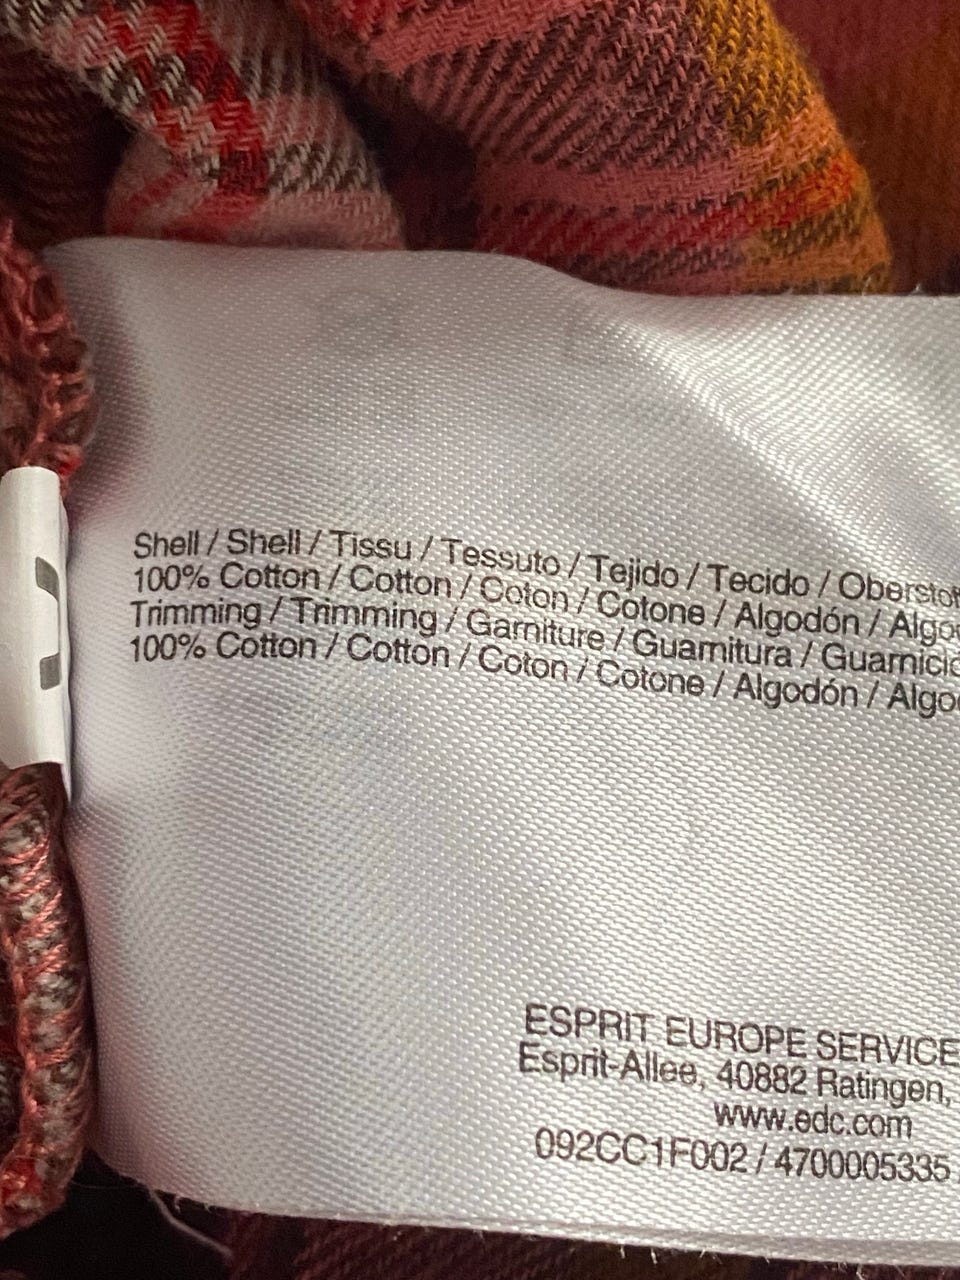 Shell / Shell / Tissu / Tessuto / Tejido / Tecido /
100% Cotton / Cotton / Coton / Cotone / Algodón /
Trimming / Trimming / Garniture / Guarnitura /
100% Cotton / Cotton / Coton / Cotone / Algodón /
ESPRIT EUROPE SERVICE
Esprit-Allee, 40882 Ratingen,
www.edc.com
092CC1F002 / 4700005335